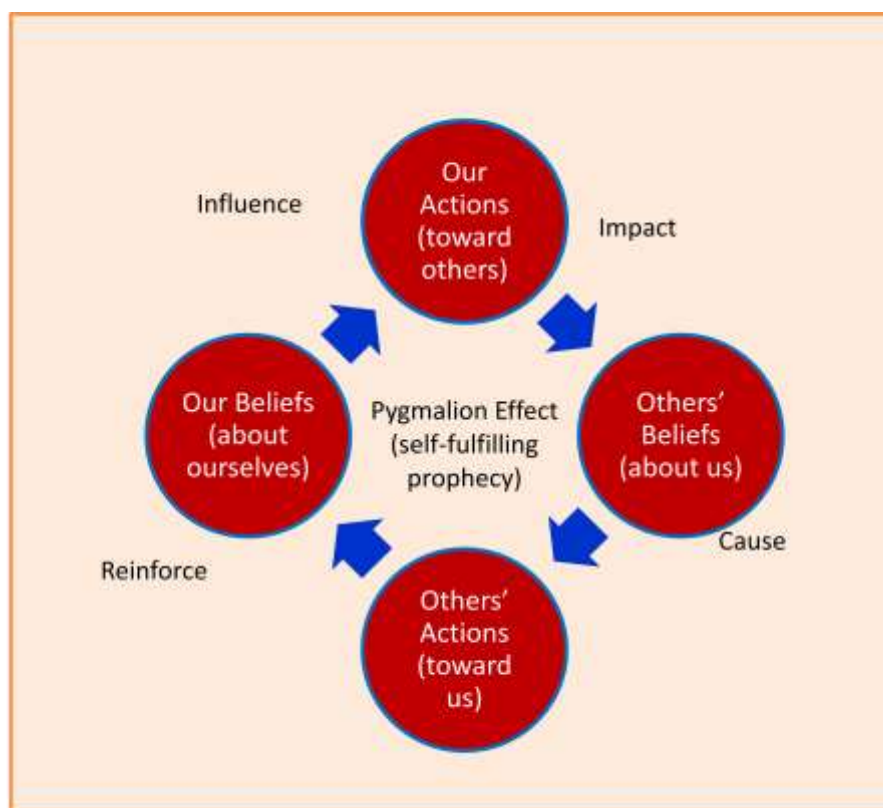 Our
Actions
(toward
others)
Influence
Impact
Our Beliefs
(about
ourselves)
Pygmalion Effect
(self-fulfilling
prophecy)
Others’
Beliefs
(about us)
Cause
Reinforce
Others’
Actions
(toward
us)